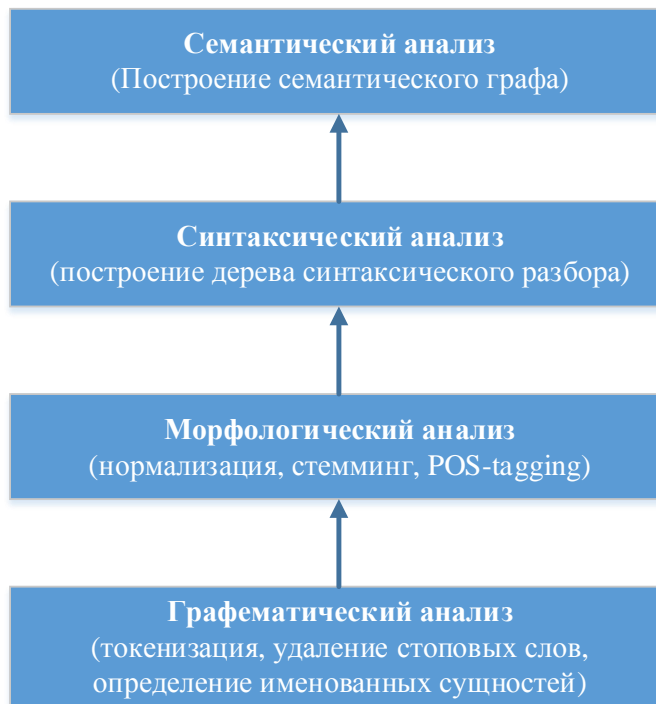 Семантический анализ
(Построение семантического графа)
Синтаксический анализ
(построение дерева синтаксического разбора)
Морфологический анализ
(нормализация, стемминг, POS-tagging)
Графематический анализ
(токенизация, удаление стоповых слов,
определение именованных сущностей)